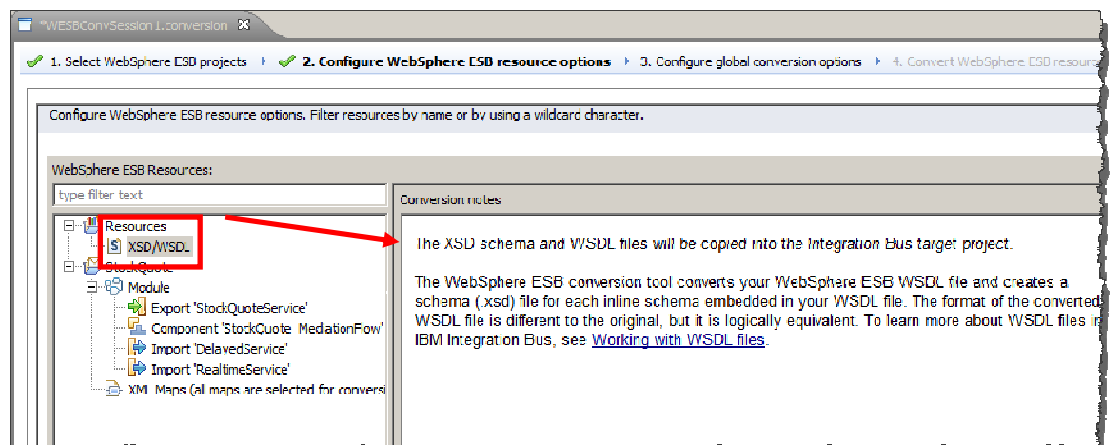 *WESBConvSession1.conversion
1. Select WebSphere ESB projects 2. Configure WebSphere ESB resource options 3. Configure global conversion options 4. Convert WebSphere ESB
Configure WebSphere ESB resource options. Filter resources by name or by using a wildcard character.
WebSphere ESB Resources:
type filter text
Conversion notes
Resources
XSD/WSDL
StockQuote
Module
Export 'StockQuoteService'
Component 'StockQuote_MediationFlow'
Import 'DelayedService'
Import 'RealtimeService'
XML Maps (all maps are selected for
The XSD schema and WSDL files will be copied into the Integration Bus target project.
The WebSphere ESB conversion tool converts your WebSphere ESB WSDL file and creates a
schema (.xsd) file for each inline schema embedded in your WSDL file. The format of the converted
WSDL file is different to the original, but it is logically equivalent. To learn more about WSDL files in
IBM Integration Bus, see Working with WSDL files.